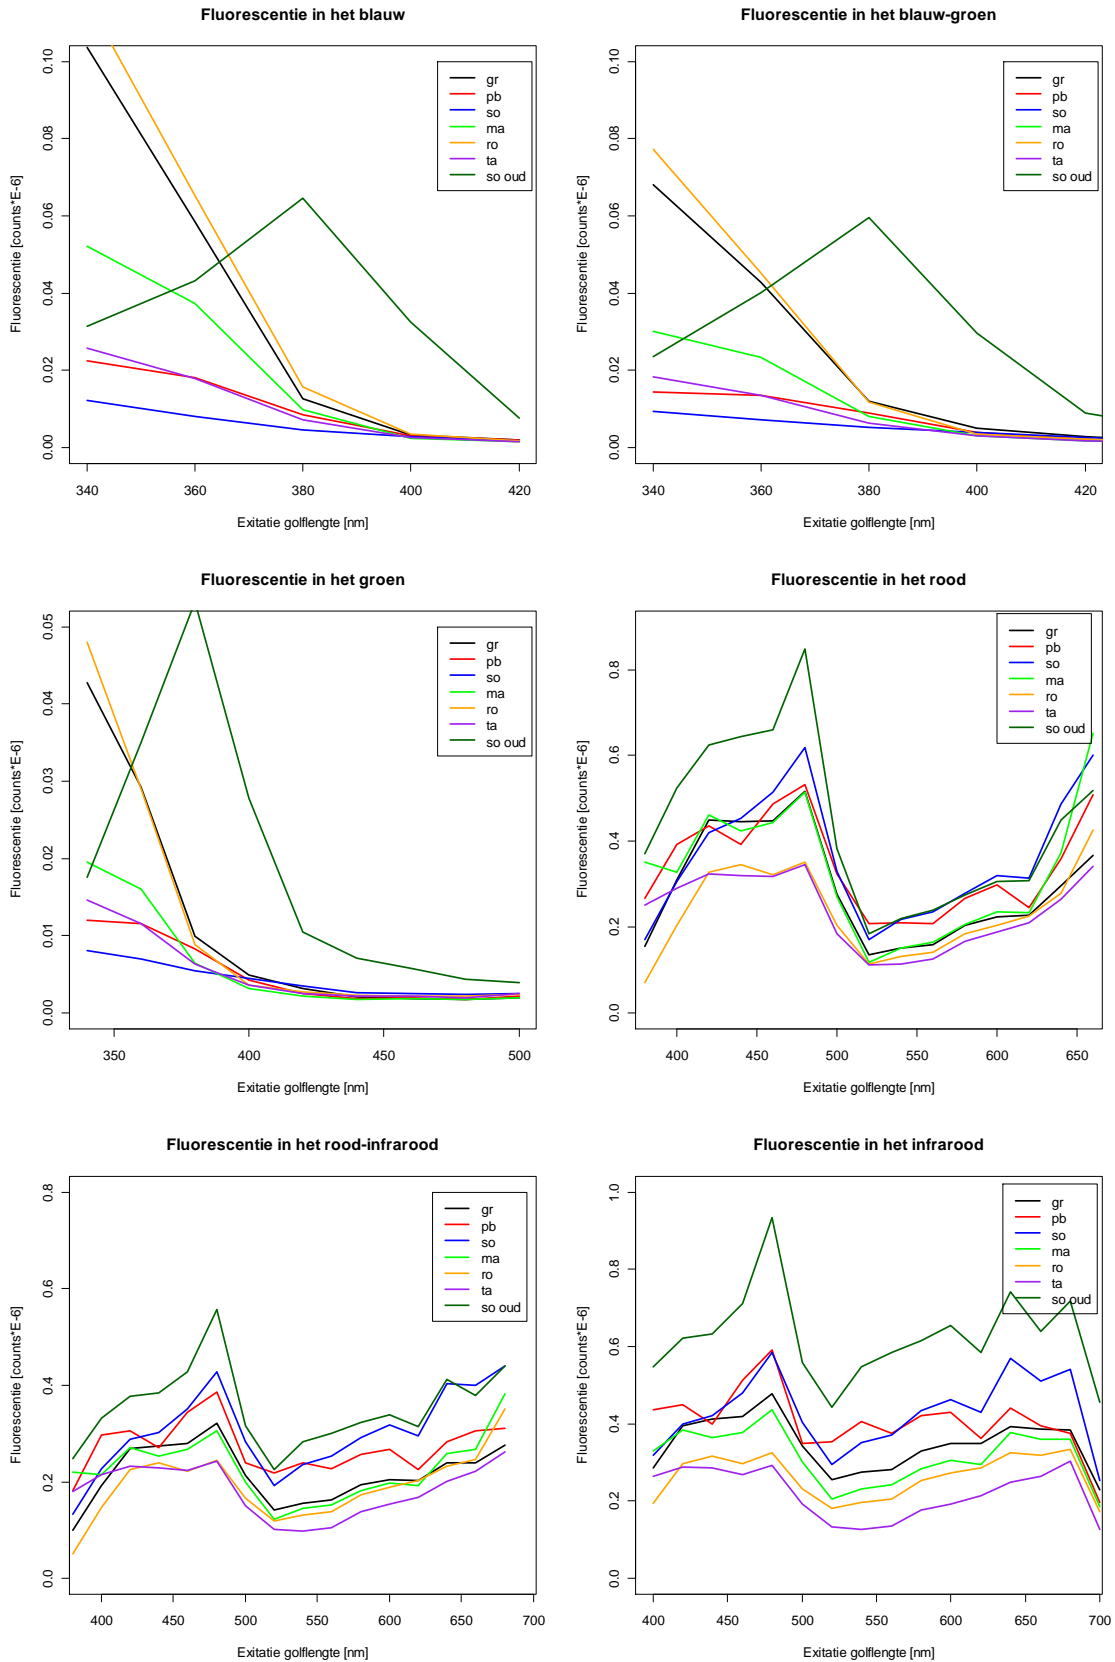 Fluorescentie in het blauw
Fluorescentie [counts*E-6]
0.10
0.08
0.06
0.04
0.02
0.00
gr
pb
so
ma
ro
ta
so oud
340 360 380 400 420
Exitatie golflengte [nm]
Fluorescentie in het blauw-groen
Fluorescentie [counts*E-6]
0.10
0.08
0.06
0.04
0.02
0.00
gr
pb
so
ma
ro
ta
so oud
340 360 380 400 420
Exitatie golflengte [nm]
Fluorescentie in het groen
Fluorescentie [counts*E-6]
0.05
0.04
0.03
0.02
0.01
0.00
gr
pb
so
ma
ro
ta
so oud
350 400 450 500
Exitatie golflengte [nm]
Fluorescentie in het rood
Fluorescentie [counts*E-6]
0.8
0.6
0.4
0.2
0.0
gr
pb
so
ma
ro
ta
so oud
400 450 500 550 600 650
Exitatie golflengte [nm]
Fluorescentie in het rood-infrarood
Fluorescentie [counts*E-6]
0.8
0.6
0.4
0.2
0.0
gr
pb
so
ma
ro
ta
so oud
400 450 500 550 600 650 700
Exitatie golflengte [nm]
Fluorescentie in het infrarood
Fluorescentie [counts*E-6]
1.0
0.8
0.6
0.4
0.2
0.0
gr
pb
so
ma
ro
ta
so oud
400 450 500 550 600 650 700
Exitatie golflengte [nm]